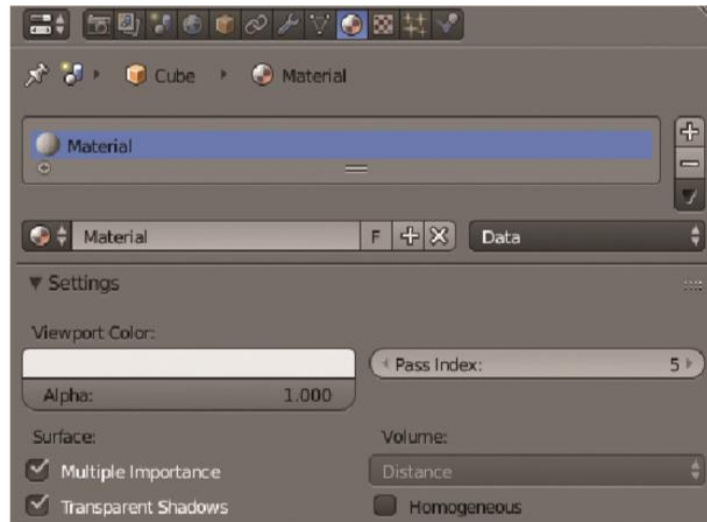 Cube Material
Material
Material F Data
Settings
Viewport Color:
Pass Index: 5
Alpha: 1.000
Surface: Volume:
Multiple Importance Distance
Transparent Shadows Homogeneous